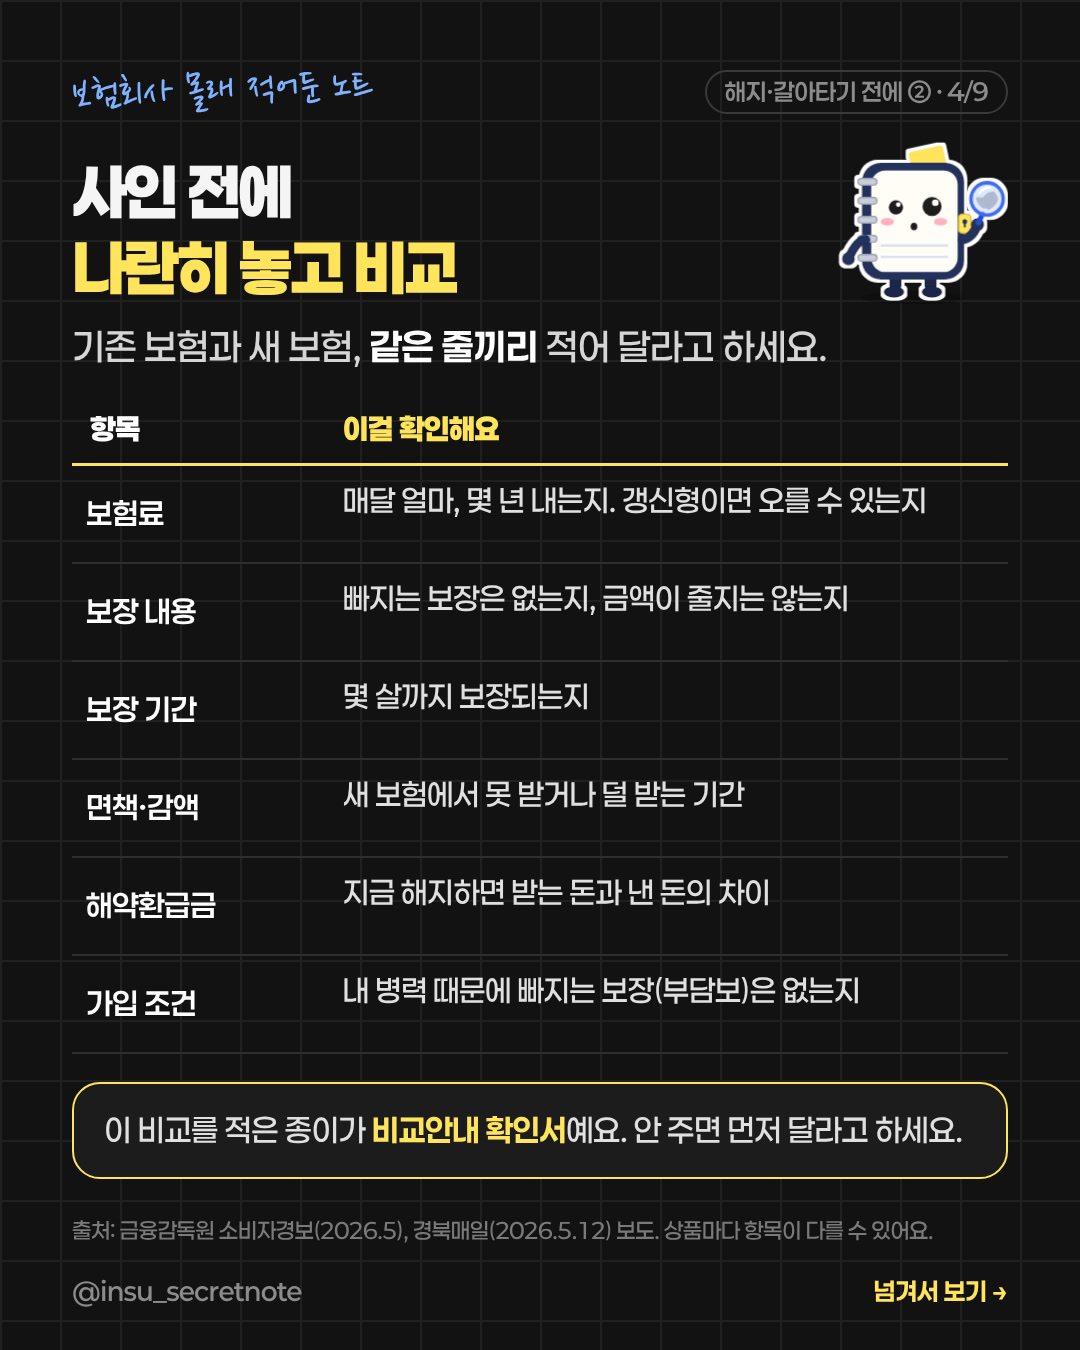 보험회사 몰래 적어둔 노트
해지·갈아타기 전에 ② · 4/9
사인 전에
나란히 놓고 비교
기존 보험과 새 보험, 같은 줄끼리 적어 달라고 하세요.
항목 이걸 확인해요
보험료 매달 얼마, 몇 년 내는지. 갱신형이면 오를 수 있는지
보장 내용 빠지는 보장은 없는지, 금액이 줄지는 않는지
보장 기간 몇 살까지 보장되는지
면책·감액 새 보험에서 못 받거나 덜 받는 기간
해약환급금 지금 해지하면 받는 돈과 낸 돈의 차이
가입 조건 내 병력 때문에 빠지는 보장(부담보)은 없는지
이 비교를 적은 종이가 비교안내 확인서예요. 안 주면 먼저 달라고 하세요.
출처: 금융감독원 소비자경보(2026.5), 경북매일(2026.5.12) 보도. 상품마다 항목이 다를 수 있어요.
@insu_secretnote
넘겨서 보기 →